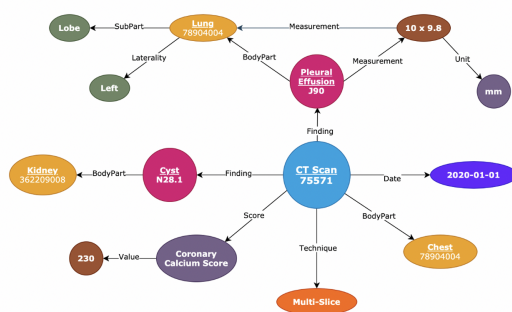 Lobe
SubPart
Lung
78904004
Measurement
10 x 9.8
Laterality
BodyPart
Pleural
Effusion
J90
Measurement
Unit
Left
mm
Finding
Kidney
362209008
BodyPart
Cyst
N28.1
Finding
CT Scan
75571
Date
2020-01-01
Score
BodyPart
230
Value
Coronary
Calcium Score
Technique
Chest
78904004
Multi-Slice